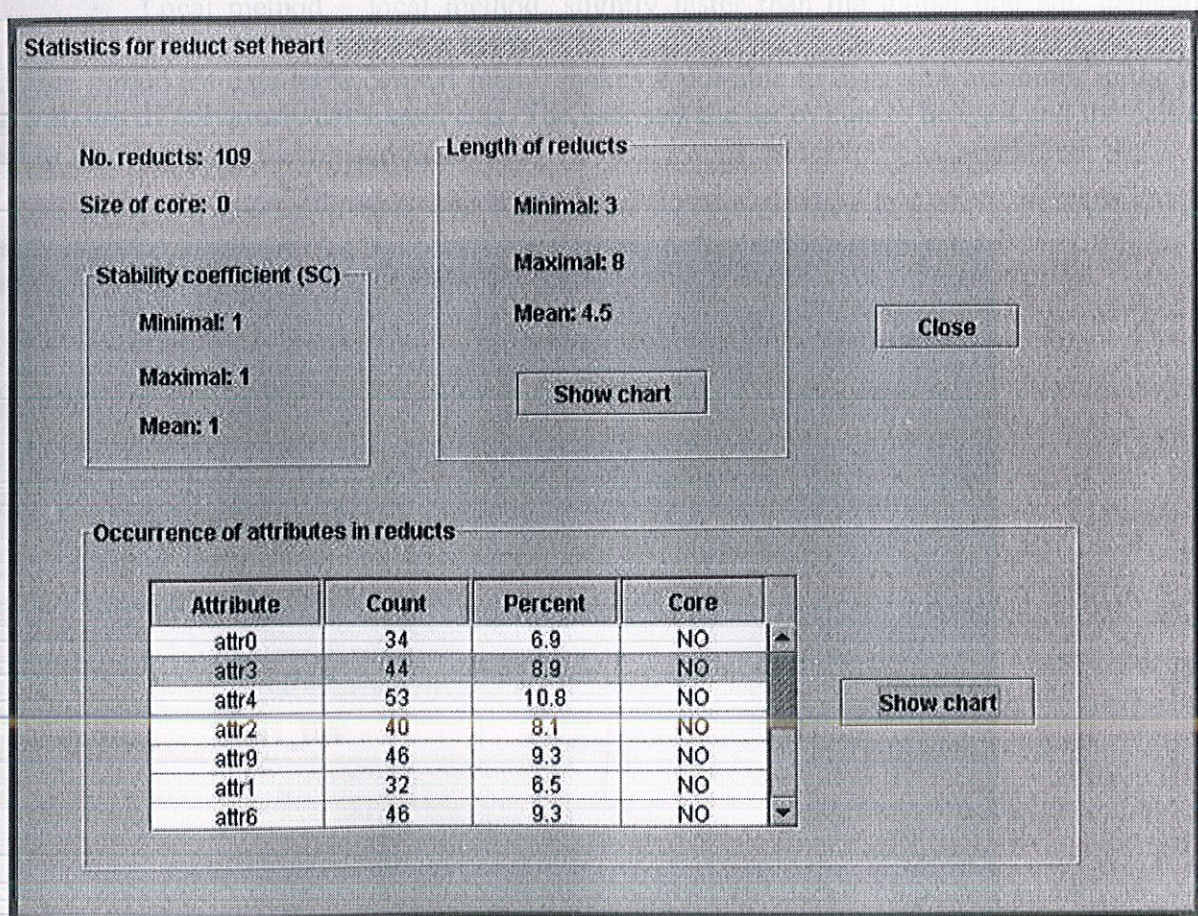 Statistics for reduct set heart
No. reducts: 109
Size of core: 0
Stability coefficient (SC)
Minimal: 1
Maximal: 1
Mean: 1
Length of reducts
Minimal: 3
Maximal: 8
Mean: 4.5
Show chart
Close
Occurrence of attributes in reducts
Attribute Count Percent Core
attr0 34 6.9 NO
attr3 44 8.9 NO
attr4 53 10.8 NO
attr2 40 8.1 NO
attr9 46 9.3 NO
attr1 32 6.5 NO
attr6 46 9.3 NO
Show chart